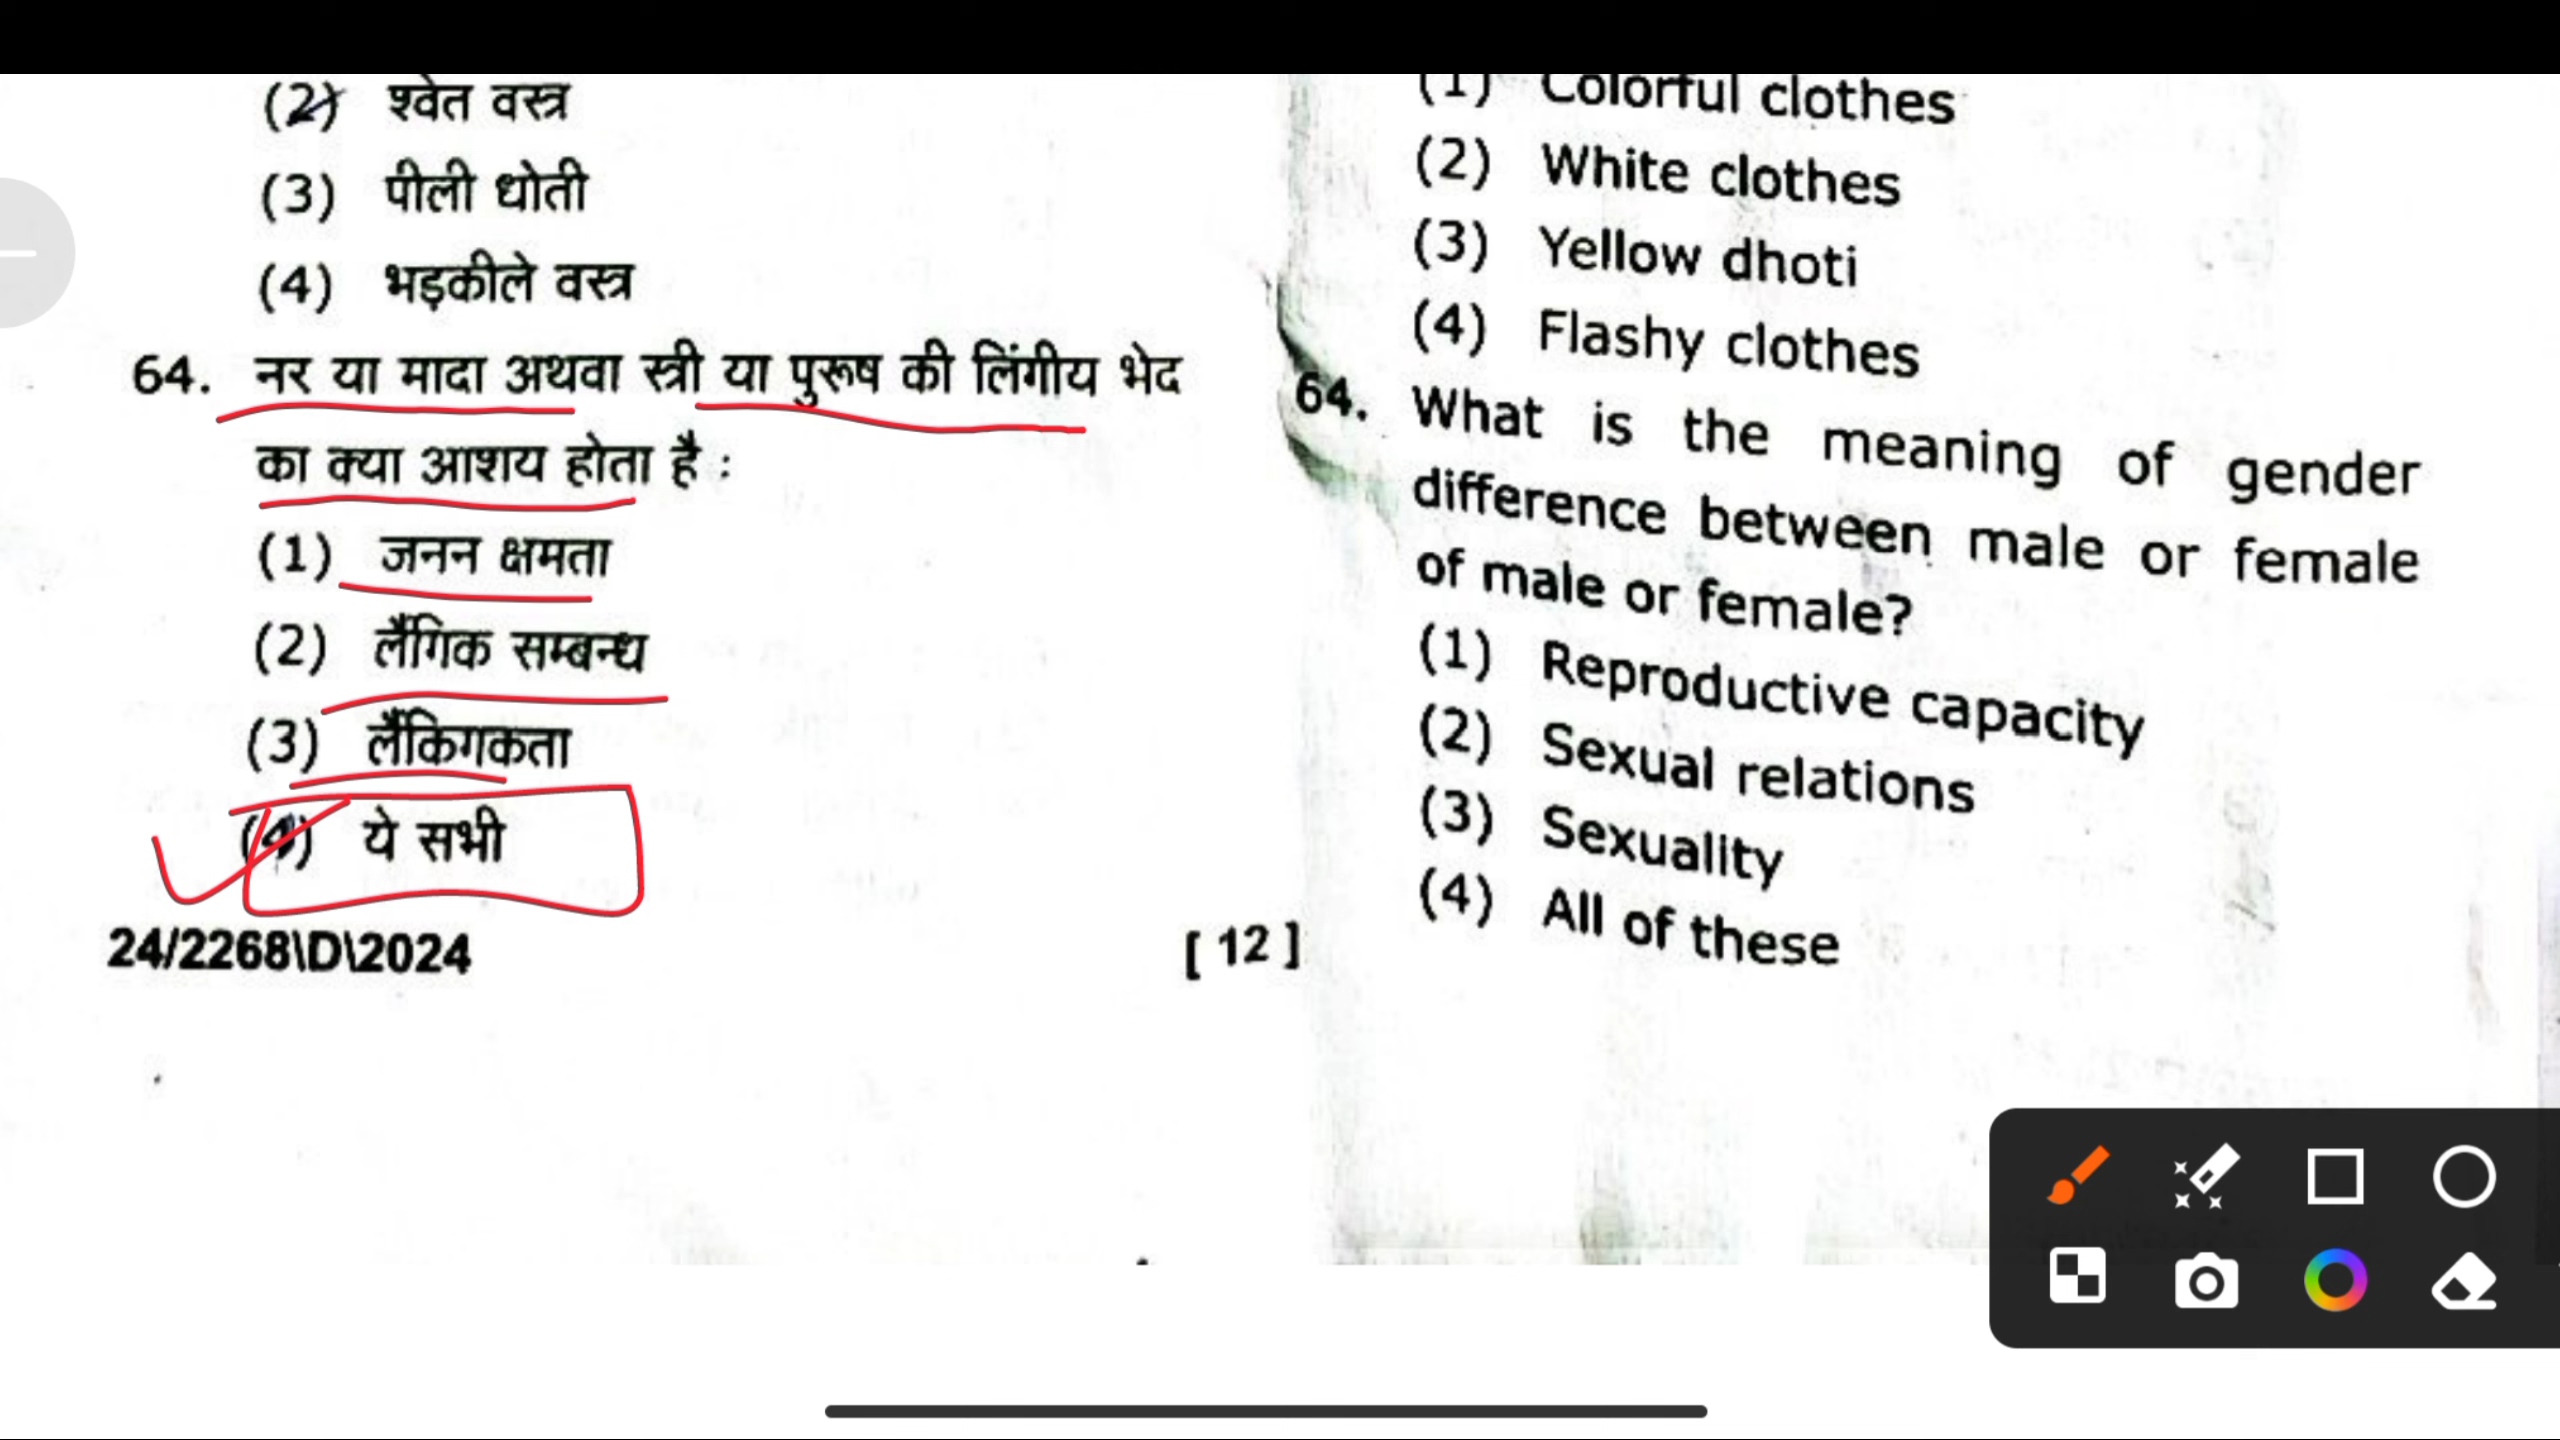 (2) श्वेत वस्त्र
(3) पीली धोती
(4) भड़कीले वस्त्र
64. नर या मादा अथवा स्त्री या पुरूष की लिंगीय भेद
का क्या आशय होता है :
(1) जनन क्षमता
(2) लैंगिक सम्बन्ध
(3) लैंकिगकता
(4) ये सभी
24/2268\D\2024
[ 12 ]
(1) Colorful clothes
(2) White clothes
(3) Yellow dhoti
(4) Flashy clothes
64. What is the meaning of gender
difference between male or female
of male or female?
(1) Reproductive capacity
(2) Sexual relations
(3) Sexuality
(4) All of these